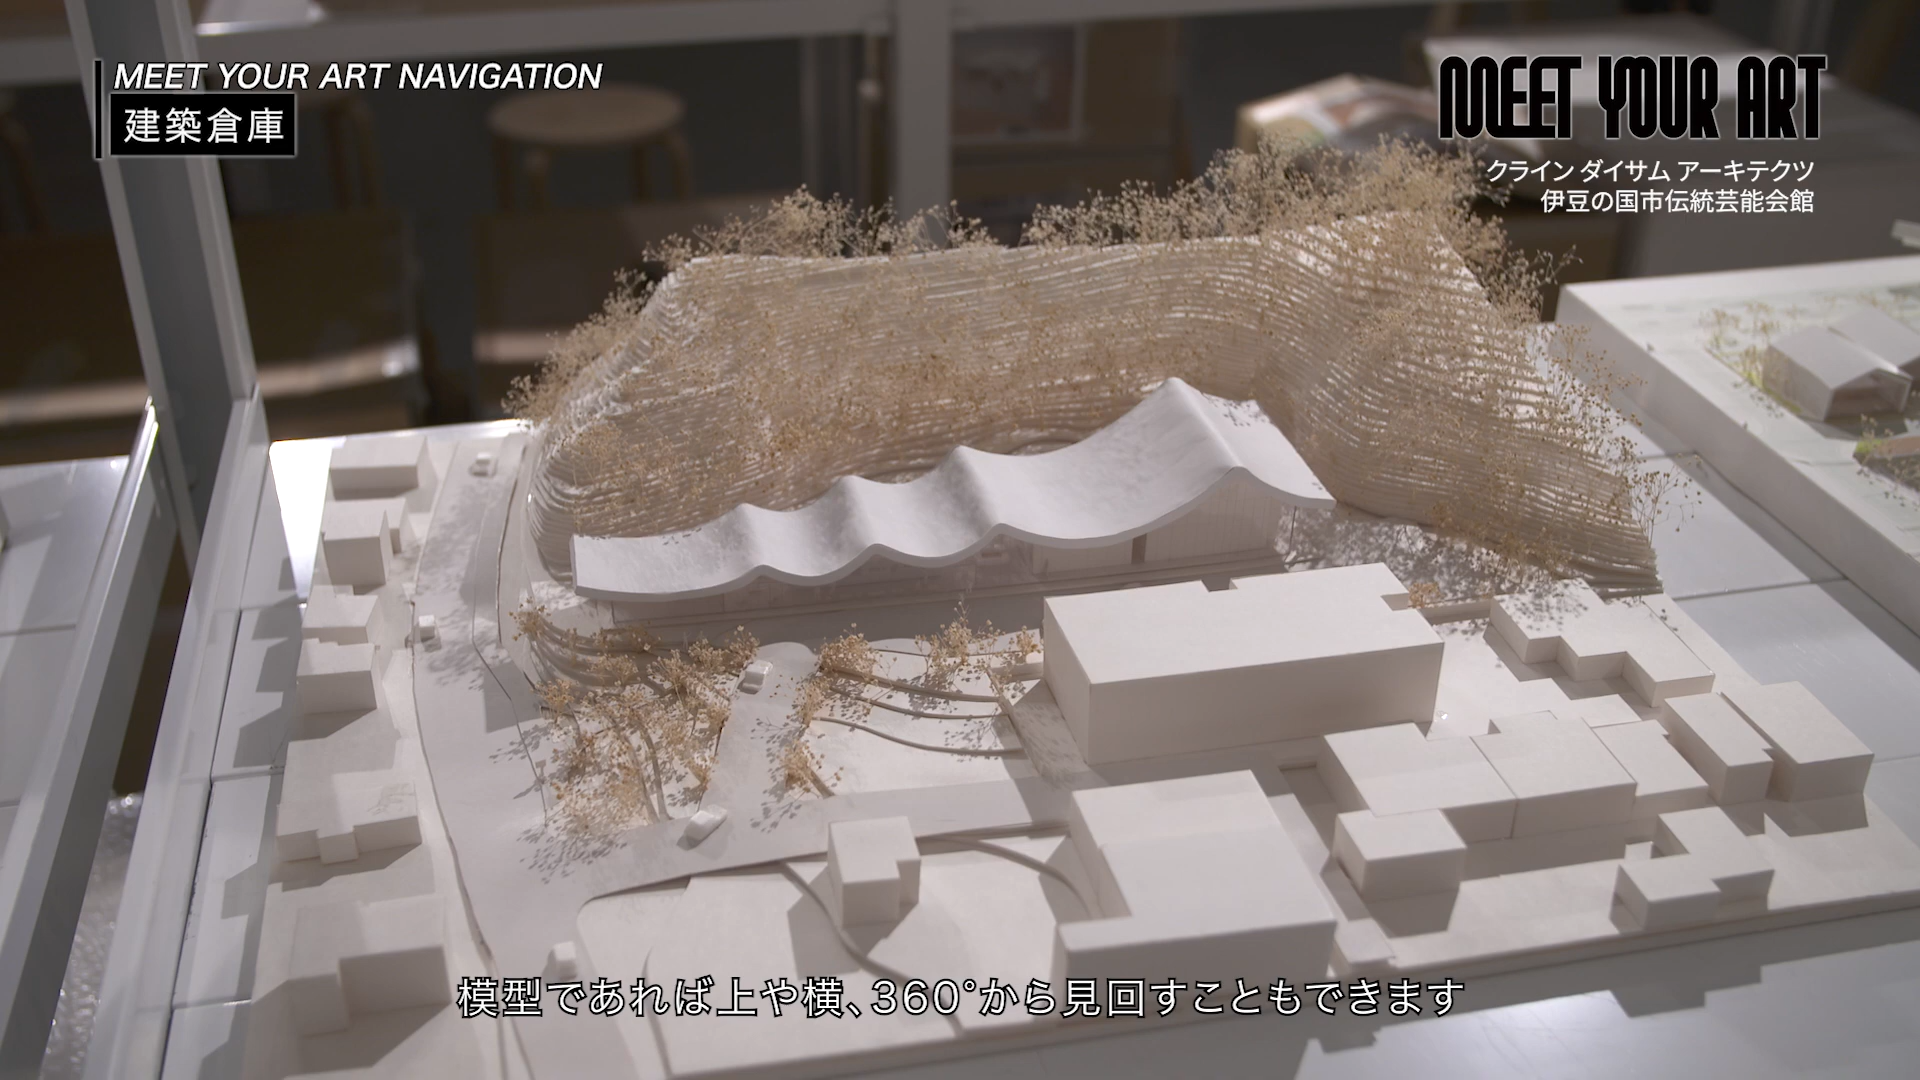 MEET YOUR ART NAVIGATION
建築倉庫
MEET YOUR ART
クライン ダイサム アーキテクツ
伊豆の国市伝統芸能会館
模型であれば上や横、360°から見回すこともできます